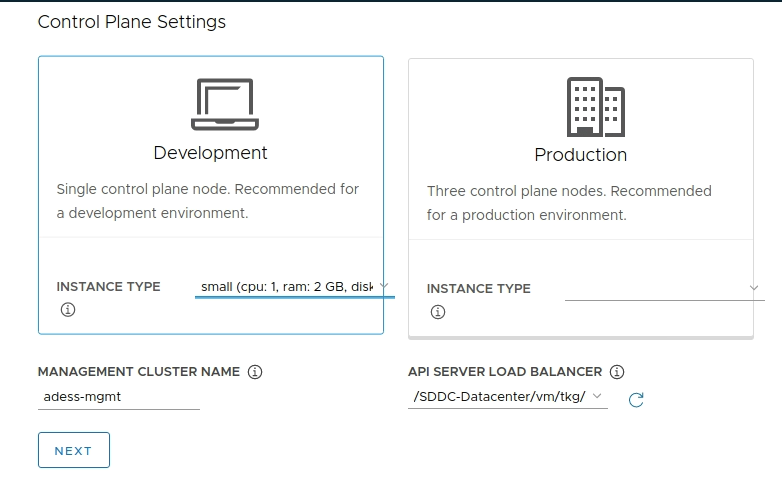 Control Plane Settings
Development
Single control plane node. Recommended for
a development environment.
INSTANCE TYPE
small (cpu: 1, ram: 2 GB, disk
Production
Three control plane nodes. Recommended
for a production environment.
INSTANCE TYPE
MANAGEMENT CLUSTER NAME
adess-mgmt
API SERVER LOAD BALANCER
/SDDC-Datacenter/vm/tkg/
NEXT